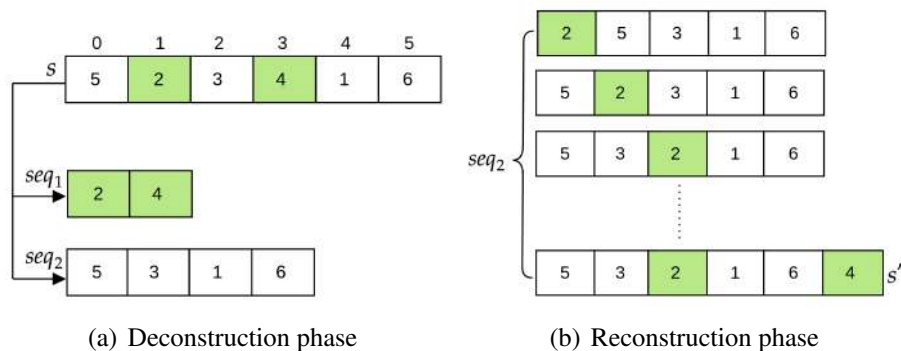 0 1 2 3 4 5
s 5 2 3 4 1 6
seq₁ 2 4
seq₂ 5 3 1 6
(a) Deconstruction phase
2 5 3 1 6
5 2 3 1 6
seq₂
5 3 2 1 6
5 3 2 1 6 4 s'
(b) Reconstruction phase